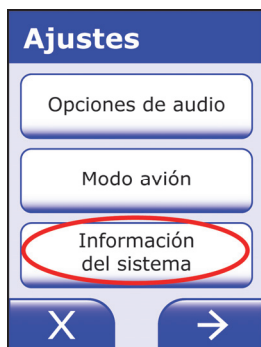 Ajustes
Opciones de audio
Modo avión
Información
del sistema
X